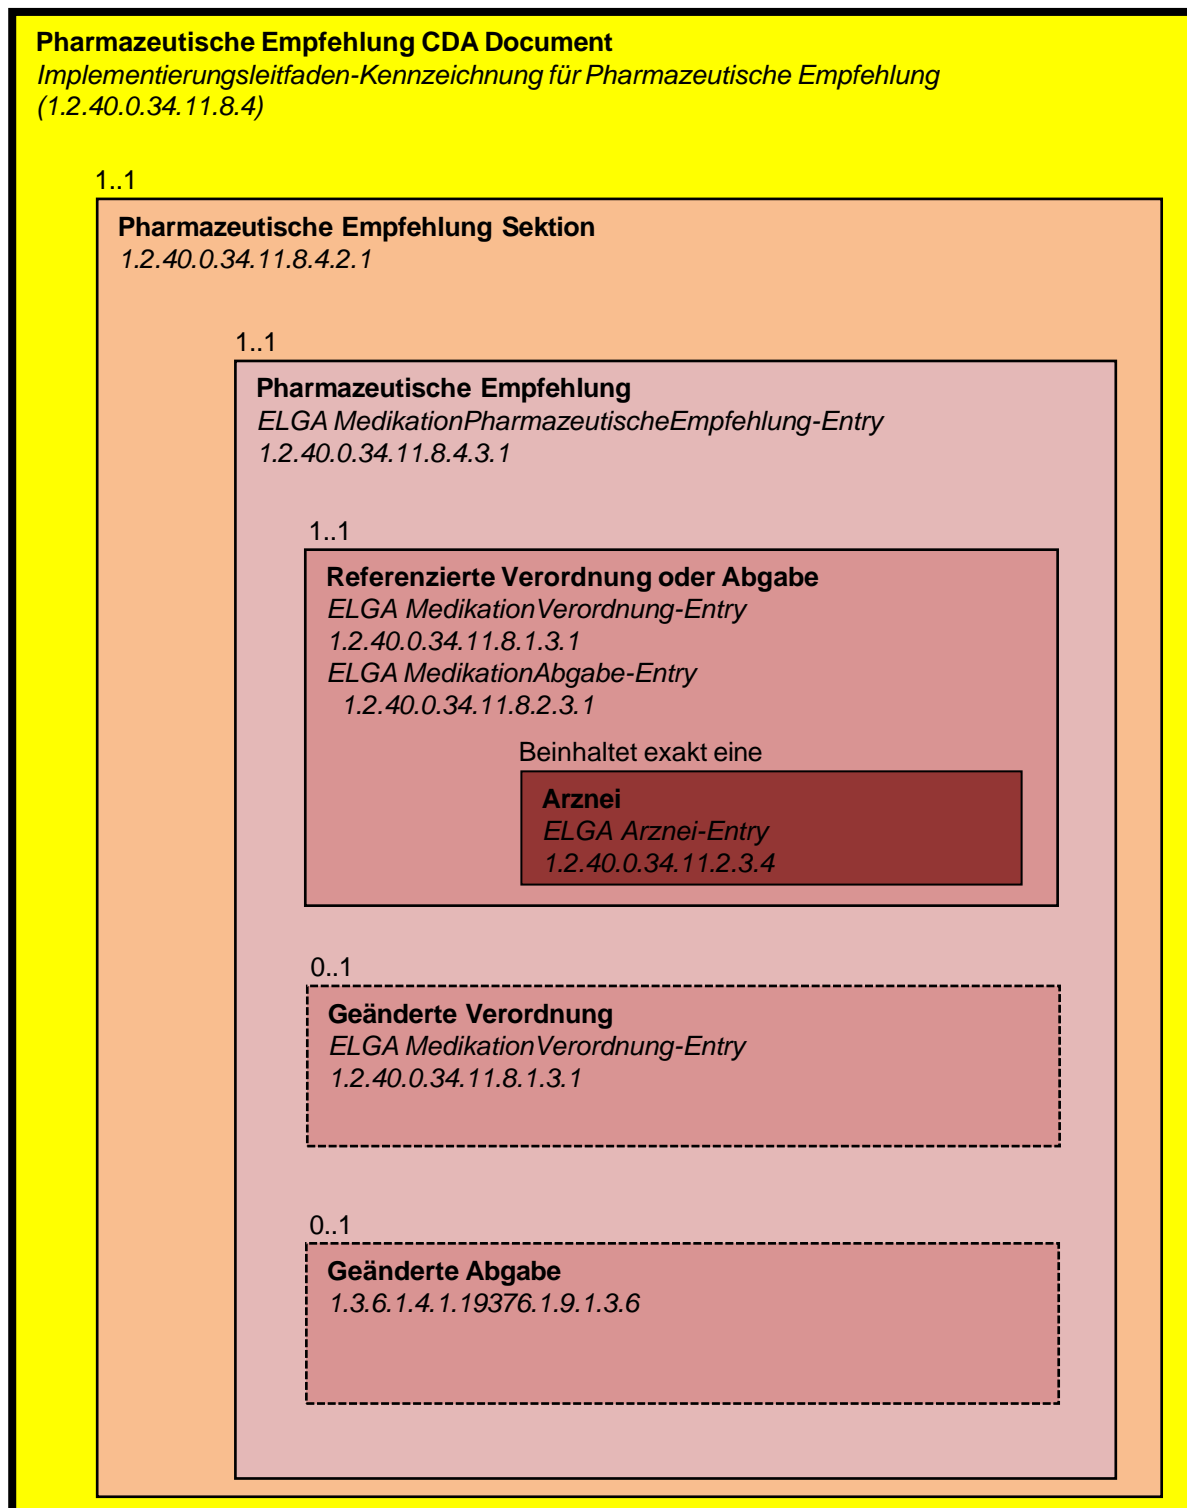 Pharmazeutische Empfehlung CDA Document
Implementierungsleitfaden-Kennzeichnung für Pharmazeutische Empfehlung
(1.2.40.0.34.11.8.4)
1..1
Pharmazeutische Empfehlung Sektion
1.2.40.0.34.11.8.4.2.1
1..1
Pharmazeutische Empfehlung
ELGA MedikationPharmazeutischeEmpfehlung-Entry
1.2.40.0.34.11.8.4.3.1
1..1
Referenzierte Verordnung oder Abgabe
ELGA MedikationVerordnung-Entry
1.2.40.0.34.11.8.1.3.1
ELGA MedikationAbgabe-Entry
1.2.40.0.34.11.8.2.3.1
Beinhaltet exakt eine
Arznei
ELGA Arznei-Entry
1.2.40.0.34.11.2.3.4
0..1
Geänderte Verordnung
ELGA MedikationVerordnung-Entry
1.2.40.0.34.11.8.1.3.1
0..1
Geänderte Abgabe
1.3.6.1.4.1.19376.1.9.1.3.6